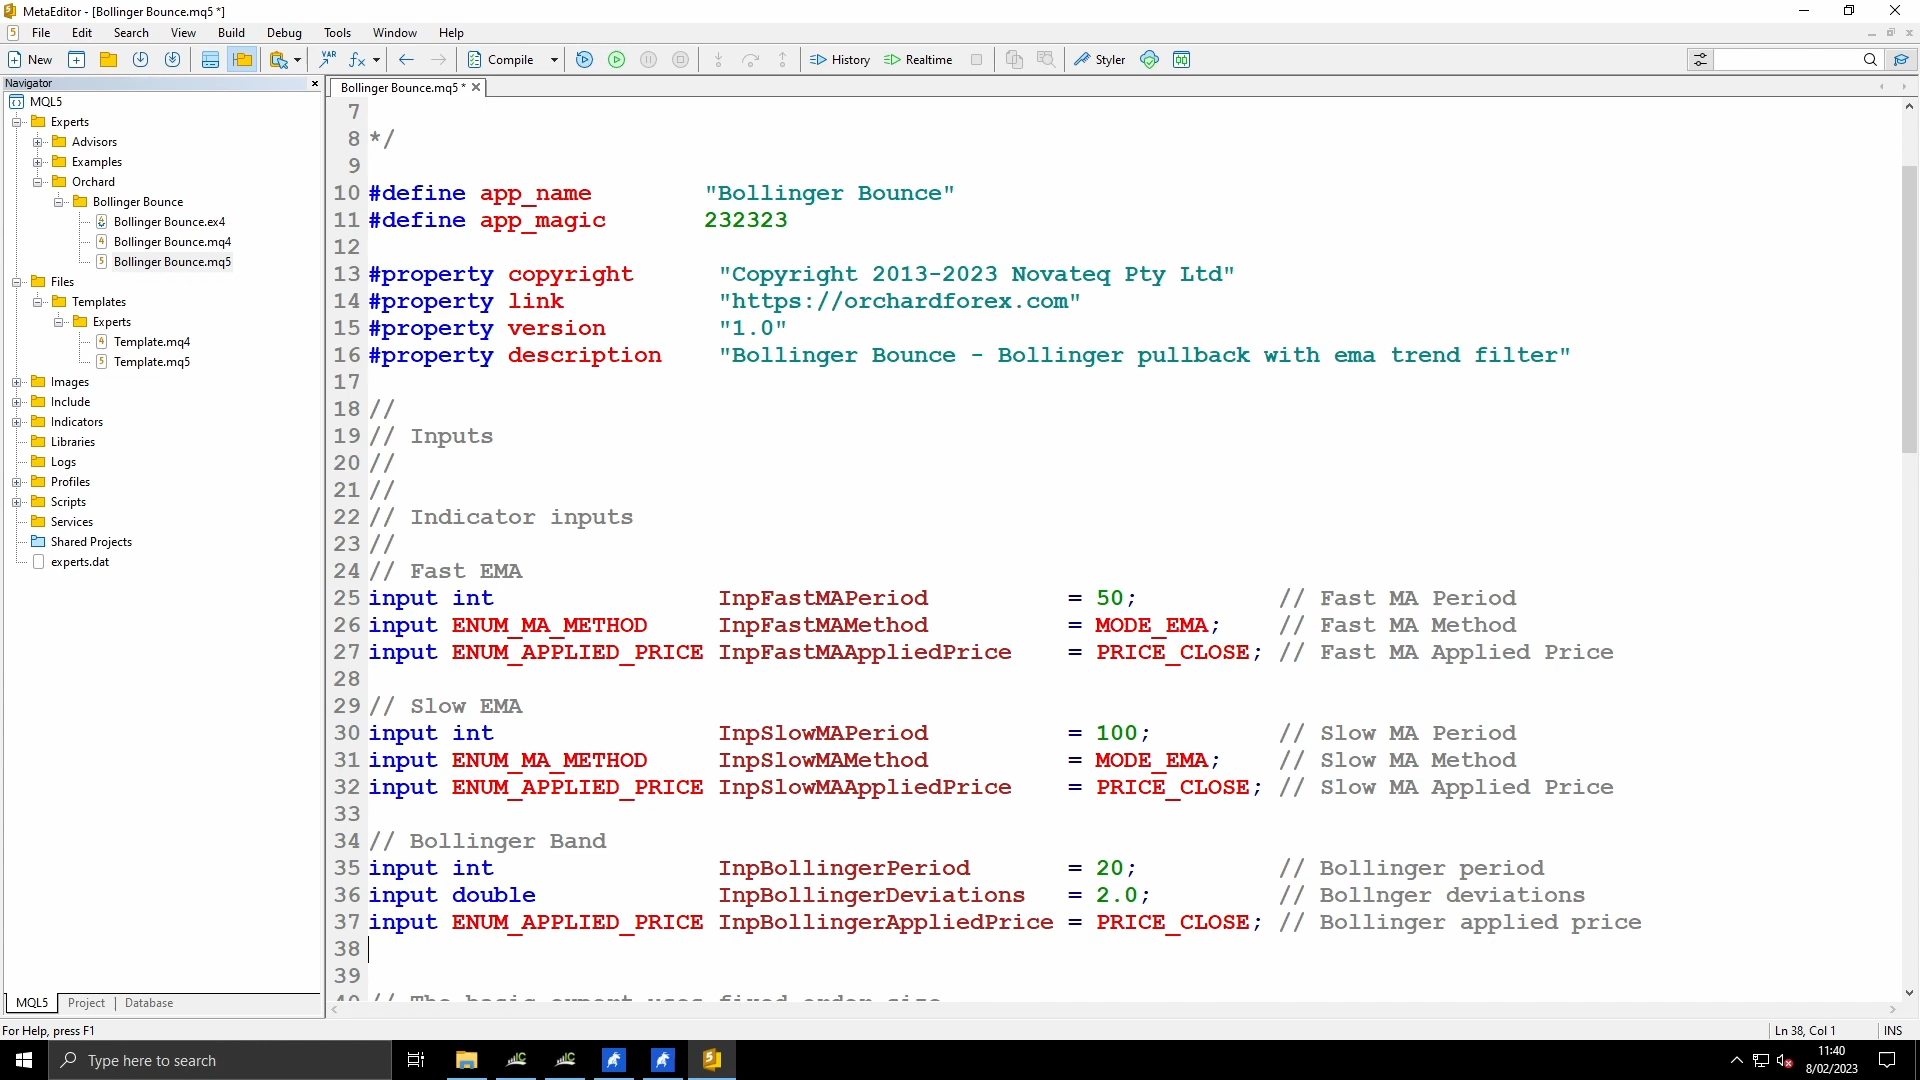 MetaEditor - [Bollinger Bounce.mq5 *]
File Edit Search View Build Debug Tools Window Help
New VAR Compile History Realtime Styler
Navigator
MQL5
Experts
Advisors
Examples
Orchard
Bollinger Bounce
Bollinger Bounce.ex4
Bollinger Bounce.mq4
Bollinger Bounce.mq5
Files
Templates
Experts
Template.mq4
Template.mq5
Images
Include
Indicators
Libraries
Logs
Profiles
Scripts
Services
Shared Projects
experts.dat
MQL5 Project Database
Bollinger Bounce.mq5 *
7
8 */
9
10 #define app_name "Bollinger Bounce"
11 #define app_magic 232323
12
13 #property copyright "Copyright 2013-2023 Novateq Pty Ltd"
14 #property link "https://orchardforex.com"
15 #property version "1.0"
16 #property description "Bollinger Bounce - Bollinger pullback with ema trend filter"
17
18 //
19 // Inputs
20 //
21 //
22 // Indicator inputs
23 //
24 // Fast EMA
25 input int InpFastMAPeriod = 50; // Fast MA Period
26 input ENUM_MA_METHOD InpFastMAMethod = MODE_EMA; // Fast MA Method
27 input ENUM_APPLIED_PRICE InpFastMAAppliedPrice = PRICE_CLOSE; // Fast MA Applied Price
28
29 // Slow EMA
30 input int InpSlowMAPeriod = 100; // Slow MA Period
31 input ENUM_MA_METHOD InpSlowMAMethod = MODE_EMA; // Slow MA Method
32 input ENUM_APPLIED_PRICE InpSlowMAAppliedPrice = PRICE_CLOSE; // Slow MA Applied Price
33
34 // Bollinger Band
35 input int InpBollingerPeriod = 20; // Bollinger period
36 input double InpBollingerDeviations = 2.0; // Bollnger deviations
37 input ENUM_APPLIED_PRICE InpBollingerAppliedPrice = PRICE_CLOSE; // Bollinger applied price
38
39
40 // The basic expert uses fixed order size
For Help, press F1
Ln 38, Col 1 INS
Type here to search
11:40
8/02/2023